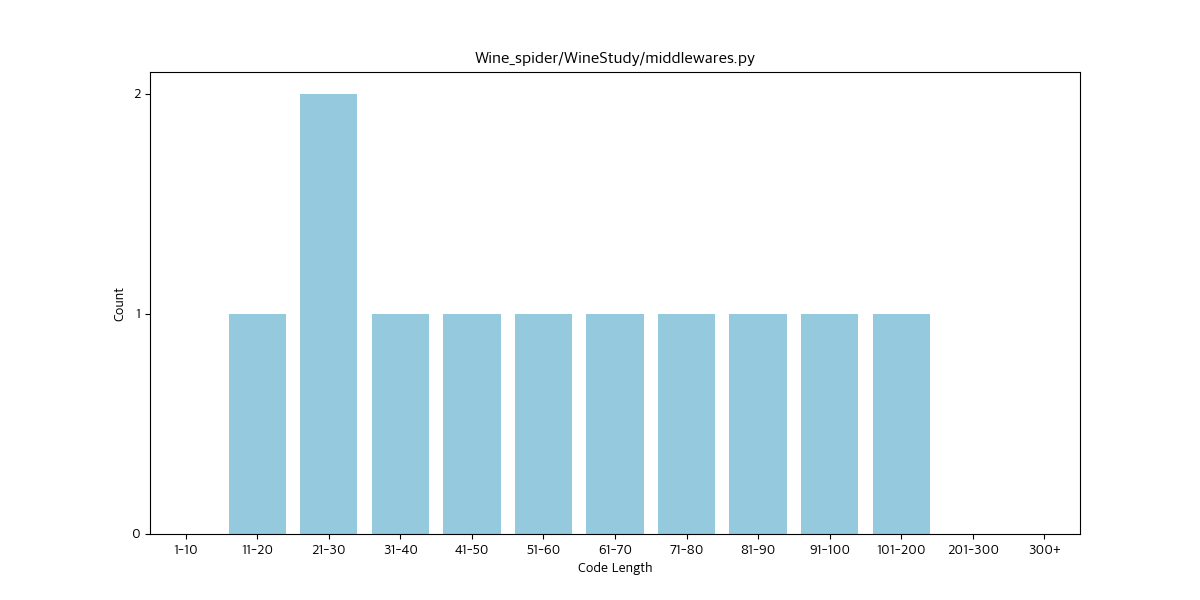 Wine_spider/WineStudy/middlewares.py
2
1
0
Count
1-10 11-20 21-30 31-40 41-50 51-60 61-70 71-80 81-90 91-100 101-200 201-300 300+
Code Length